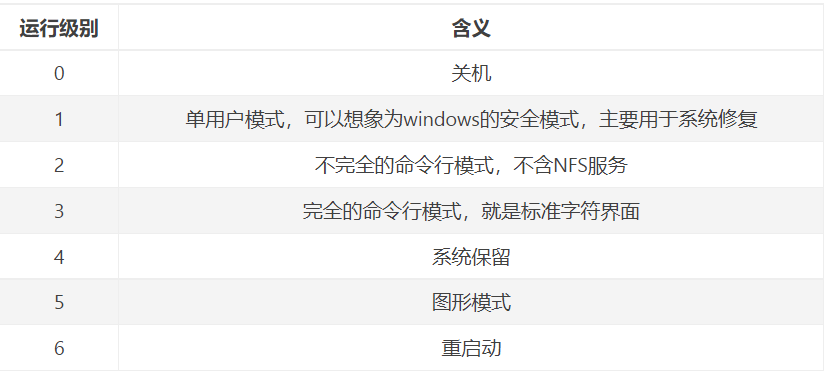 运行级别 含义
0 关机
1 单用户模式，可以想象为windows的安全模式，主要用于系统修复
2 不完全的命令行模式，不含NFS服务
3 完全的命令行模式，就是标准字符界面
4 系统保留
5 图形模式
6 重启动